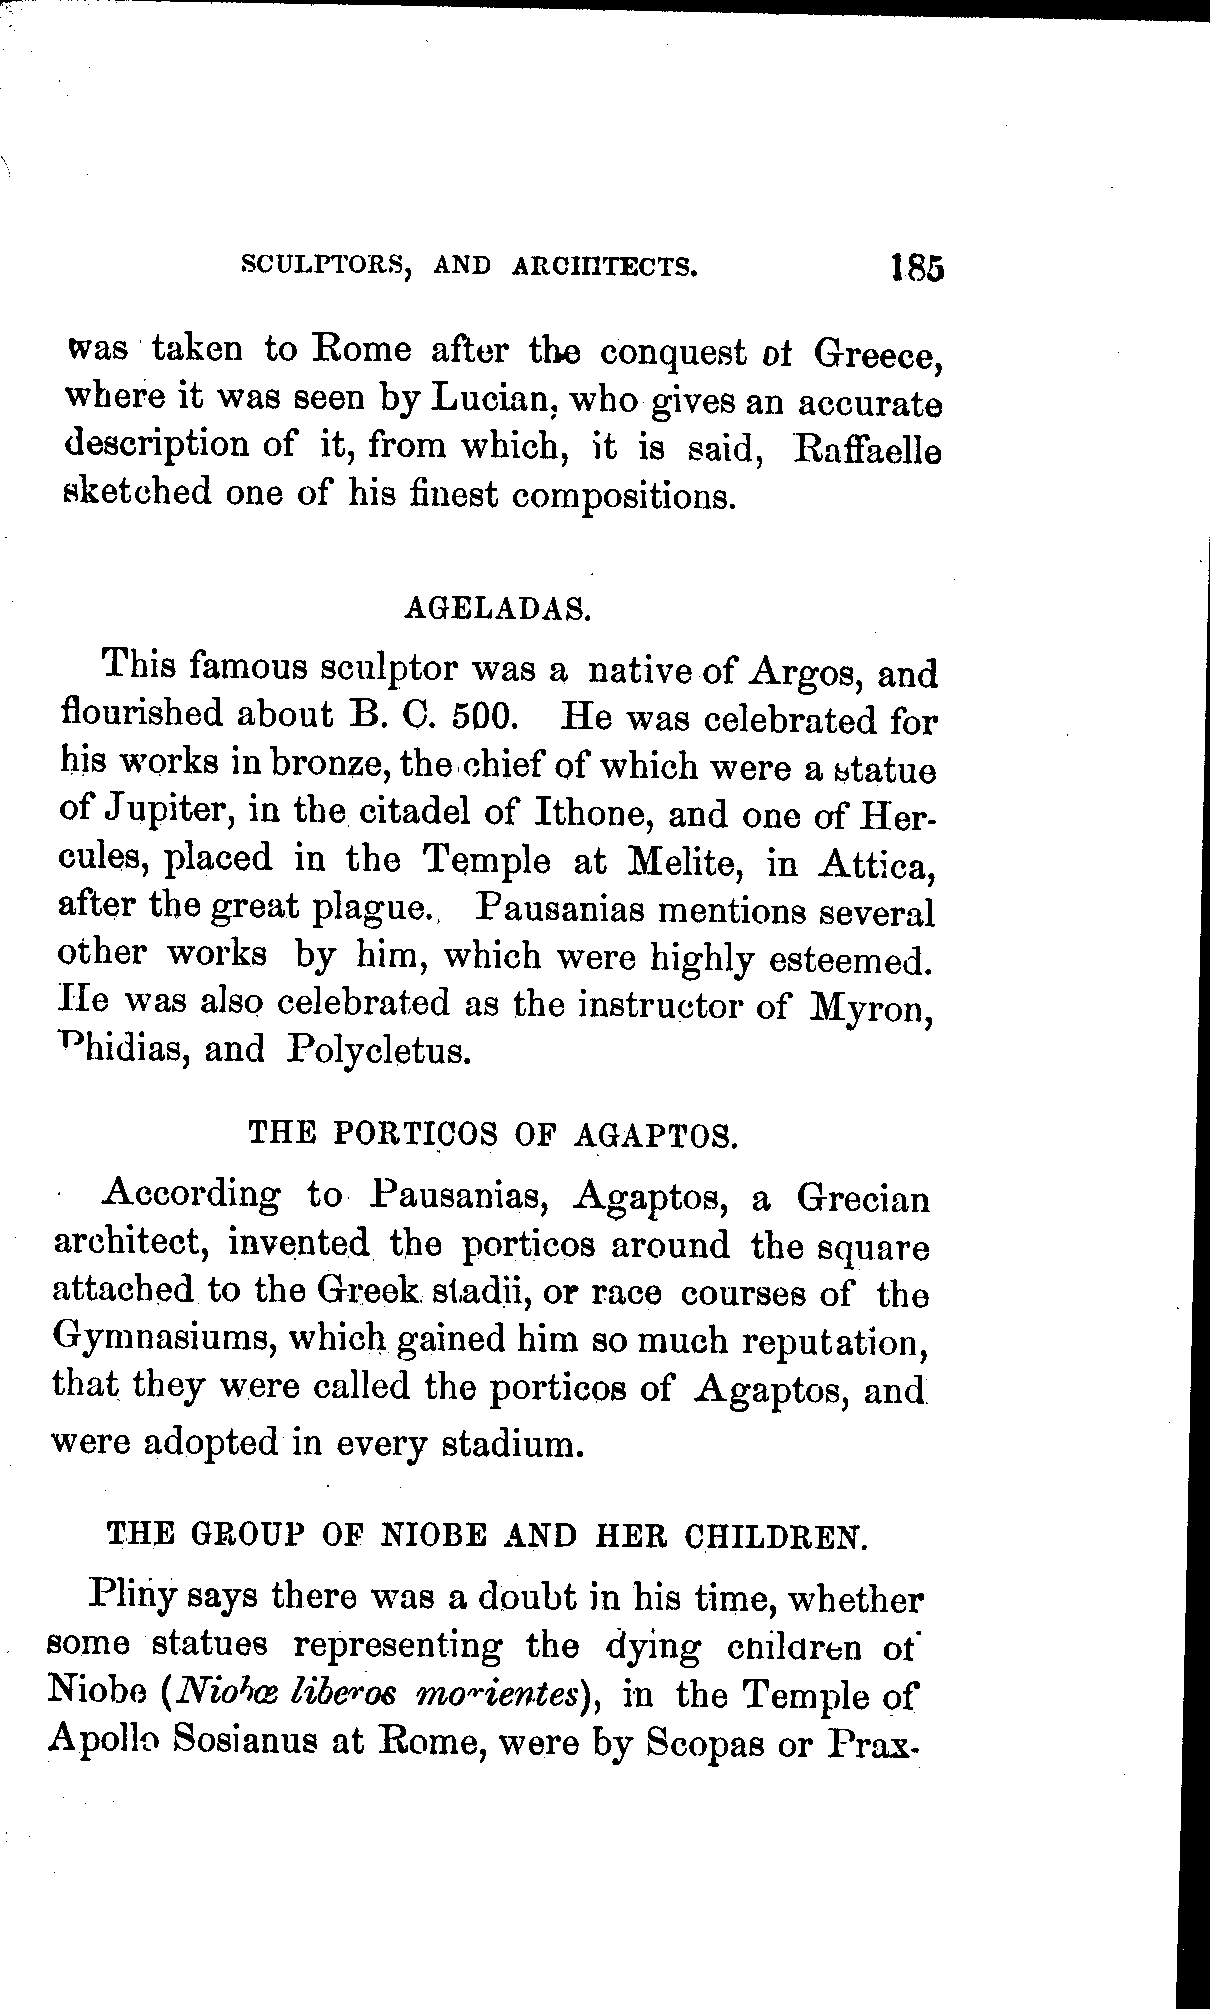 SCULPTORS, AND ARCHITECTS. 185
was taken to Rome after the conquest of Greece,
where it was seen by Lucian, who gives an accurate
description of it, from which, it is said, Raffaelle
sketched one of his finest compositions.
AGELADAS.
This famous sculptor was a native of Argos, and
flourished about B. C. 500. He was celebrated for
his works in bronze, the chief of which were a statue
of Jupiter, in the citadel of Ithone, and one of Her-
cules, placed in the Temple at Melite, in Attica,
after the great plague. Pausanias mentions several
other works by him, which were highly esteemed.
He was also celebrated as the instructor of Myron,
Phidias, and Polycletus.
THE PORTICOS OF AGAPTOS.
According to Pausanias, Agaptos, a Grecian
architect, invented the porticos around the square
attached to the Greek stadii, or race courses of the
Gymnasiums, which gained him so much reputation,
that they were called the porticos of Agaptos, and
were adopted in every stadium.
THE GROUP OF NIOBE AND HER CHILDREN.
Pliny says there was a doubt in his time, whether
some statues representing the dying children of
Niobe (Niobæ liberos morientes), in the Temple of
Apollo Sosianus at Rome, were by Scopas or Prax-